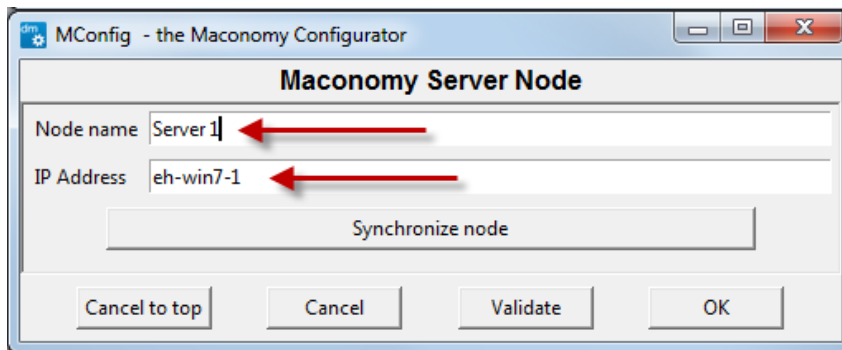 dm MConfig - the Maconomy Configurator
Maconomy Server Node
Node name Server 1
IP Address eh-win7-1
Synchronize node
Cancel to top Cancel Validate OK